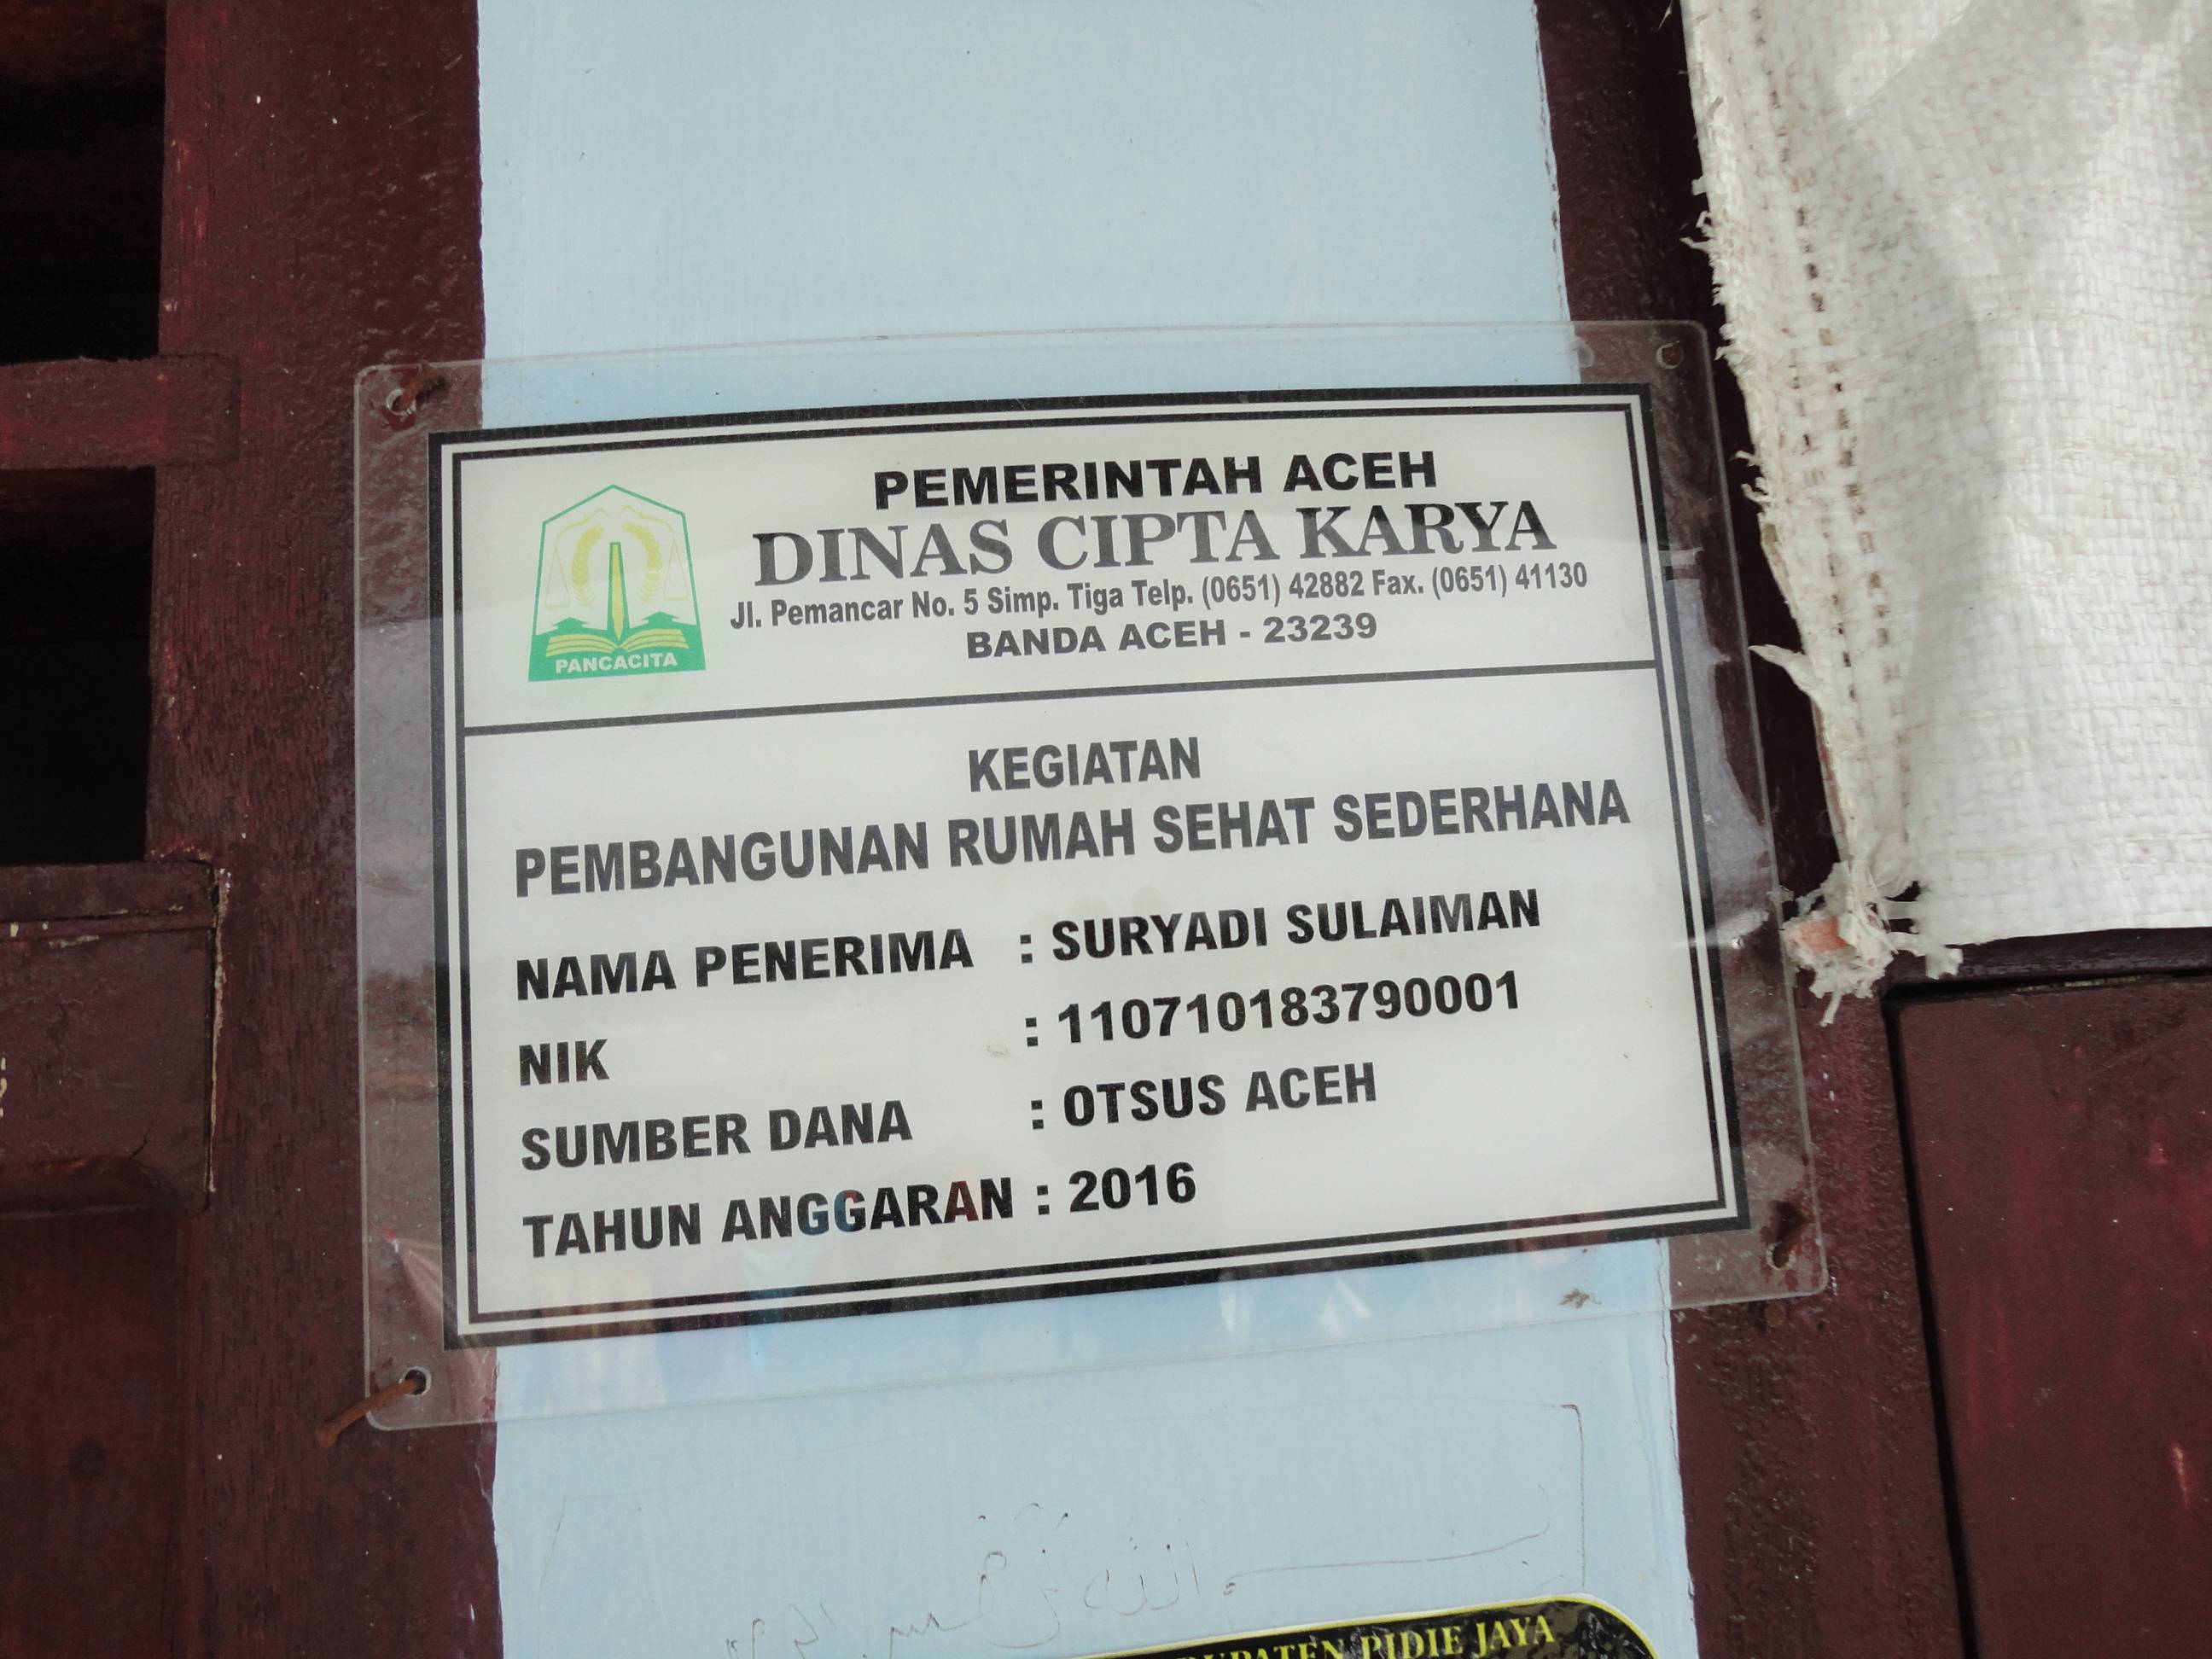 PEMERINTAH ACEH
DINAS CIPTA KARYA
Jl. Pemancar No. 5 Simp. Tiga Telp. (0651) 42882 Fax. (0651) 41130
BANDA ACEH - 23239
PANCACITA
KEGIATAN
PEMBANGUNAN RUMAH SEHAT SEDERHANA
NAMA PENERIMA : SURYADI SULAIMAN
NIK : 110710183790001
SUMBER DANA : OTSUS ACEH
TAHUN ANGGARAN : 2016
PIDIE JAYA